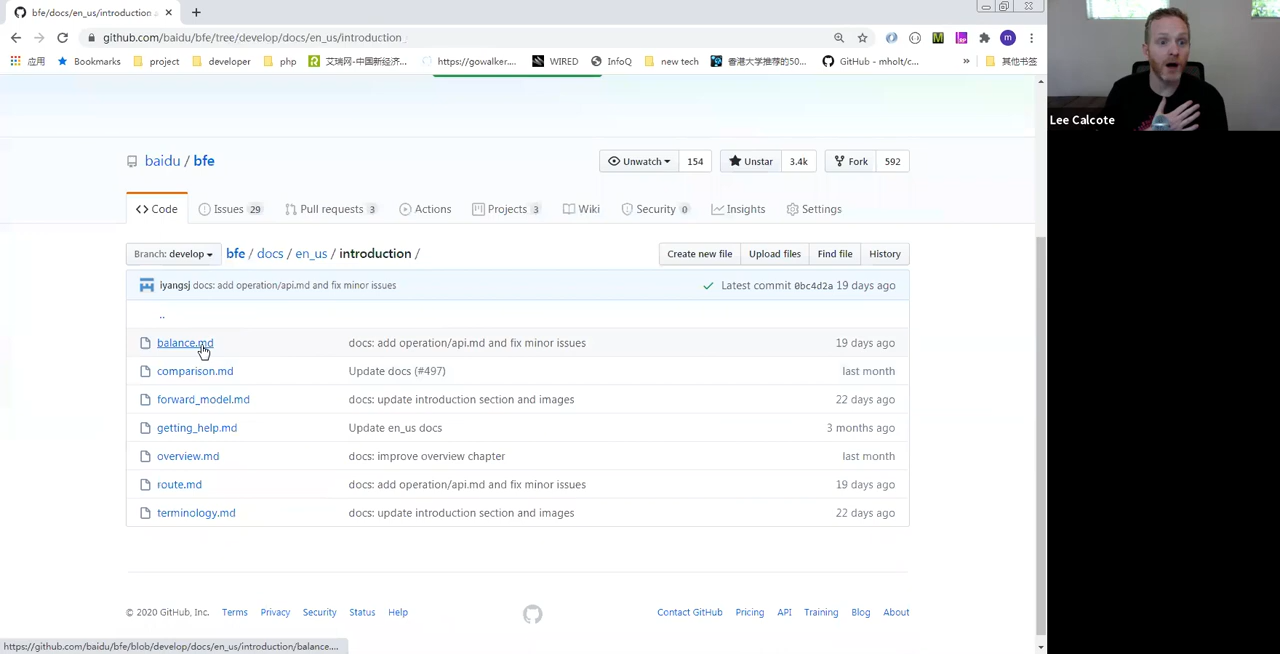 bfe/docs/en_us/introduction
github.com/baidu/bfe/tree/develop/docs/en_us/introduction
m
应用
Bookmarks
project
developer
php
艾瑞网-中国新经济...
https://gowalker....
WIRED
InfoQ
new tech
香港大学推荐的50...
GitHub - mholt/c...
»
其他书签
Lee Calcote
baidu / bfe
Unwatch 154
Unstar 3.4k
Fork 592
<> Code
Issues 29
Pull requests 3
Actions
Projects 3
Wiki
Security 0
Insights
Settings
Branch: develop
bfe / docs / en_us / introduction /
Create new file
Upload files
Find file
History
iyangsj docs: add operation/api.md and fix minor issues
Latest commit 0bc4d2a 19 days ago
..
balance.md docs: add operation/api.md and fix minor issues 19 days ago
comparison.md Update docs (#497) last month
forward_model.md docs: update introduction section and images 22 days ago
getting_help.md Update en_us docs 3 months ago
overview.md docs: improve overview chapter last month
route.md docs: add operation/api.md and fix minor issues 19 days ago
terminology.md docs: update introduction section and images 22 days ago
© 2020 GitHub, Inc. Terms Privacy Security Status Help
Contact GitHub Pricing API Training Blog About
https://github.com/baidu/bfe/blob/develop/docs/en_us/introduction/balance....